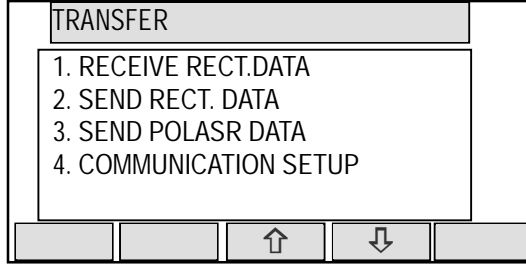 TRANSFER
1. RECEIVE RECT.DATA
2. SEND RECT. DATA
3. SEND POLASR DATA
4. COMMUNICATION SETUP